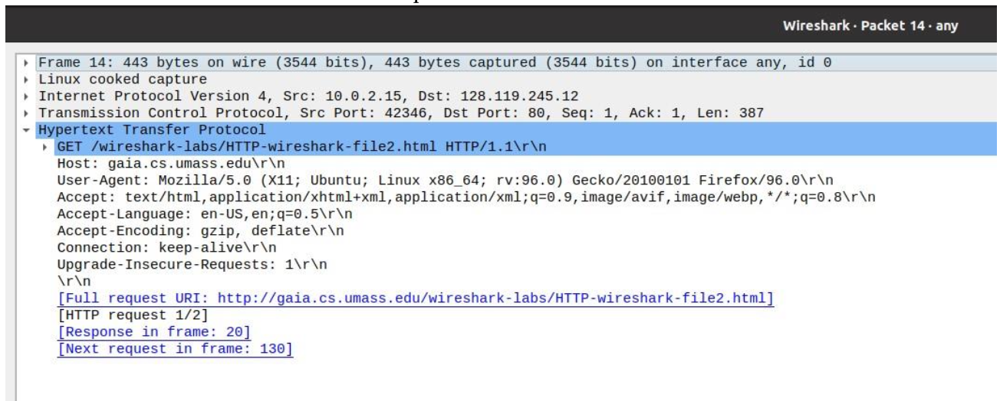 Wireshark · Packet 14 · any
Frame 14: 443 bytes on wire (3544 bits), 443 bytes captured (3544 bits) on interface any, id 0
Linux cooked capture
Internet Protocol Version 4, Src: 10.0.2.15, Dst: 128.119.245.12
Transmission Control Protocol, Src Port: 42346, Dst Port: 80, Seq: 1, Ack: 1, Len: 387
Hypertext Transfer Protocol
GET /wireshark-labs/HTTP-wireshark-file2.html HTTP/1.1\r\n
Host: gaia.cs.umass.edu\r\n
User-Agent: Mozilla/5.0 (X11; Ubuntu; Linux x86_64; rv:96.0) Gecko/20100101 Firefox/96.0\r\n
Accept: text/html,application/xhtml+xml,application/xml;q=0.9,image/avif,image/webp,*/*;q=0.8\r\n
Accept-Language: en-US,en;q=0.5\r\n
Accept-Encoding: gzip, deflate\r\n
Connection: keep-alive\r\n
Upgrade-Insecure-Requests: 1\r\n
\r\n
[Full request URI: http://gaia.cs.umass.edu/wireshark-labs/HTTP-wireshark-file2.html]
[HTTP request 1/2]
[Response in frame: 20]
[Next request in frame: 130]